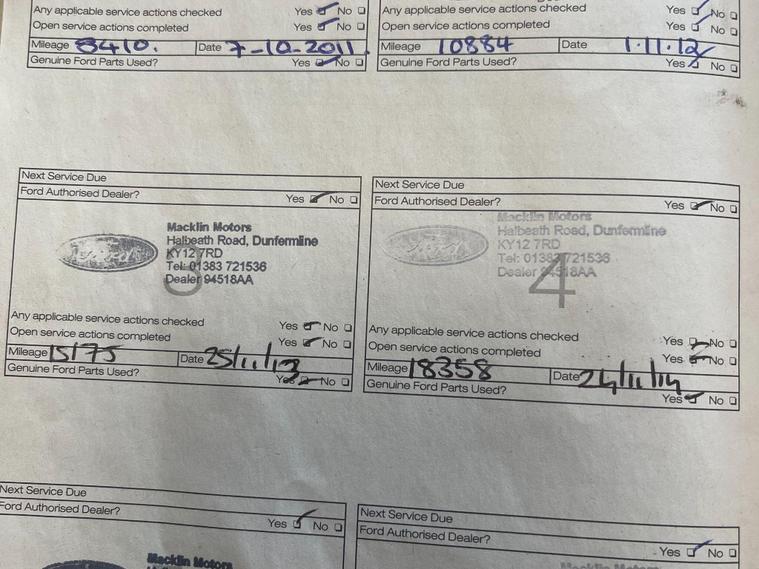 Any applicable service actions checked Yes No
Open service actions completed Yes No
Mileage 8410. Date 7-10-2011
Genuine Ford Parts Used? Yes No
Any applicable service actions checked Yes No
Open service actions completed Yes No
Mileage 10884 Date 1.11.12
Genuine Ford Parts Used? Yes No
Next Service Due
Ford Authorised Dealer? Yes No
Ford
Macklin Motors
Halbeath Road, Dunfermline
KY12 7RD
Tel: 01383 721536
Dealer 94518AA
3
Any applicable service actions checked Yes No
Open service actions completed Yes No
Mileage 15175 Date 25/11/13
Genuine Ford Parts Used? Yes No
Next Service Due
Ford Authorised Dealer? Yes No
Ford
Macklin Motors
Halbeath Road, Dunfermline
KY12 7RD
Tel: 01383 721536
Dealer 94518AA
4
Any applicable service actions checked Yes No
Open service actions completed Yes No
Mileage 18358 Date 24/11/14
Genuine Ford Parts Used? Yes No
Next Service Due
Ford Authorised Dealer? Yes No
Macklin Motors
Next Service Due
Ford Authorised Dealer? Yes No
Macklin Motors